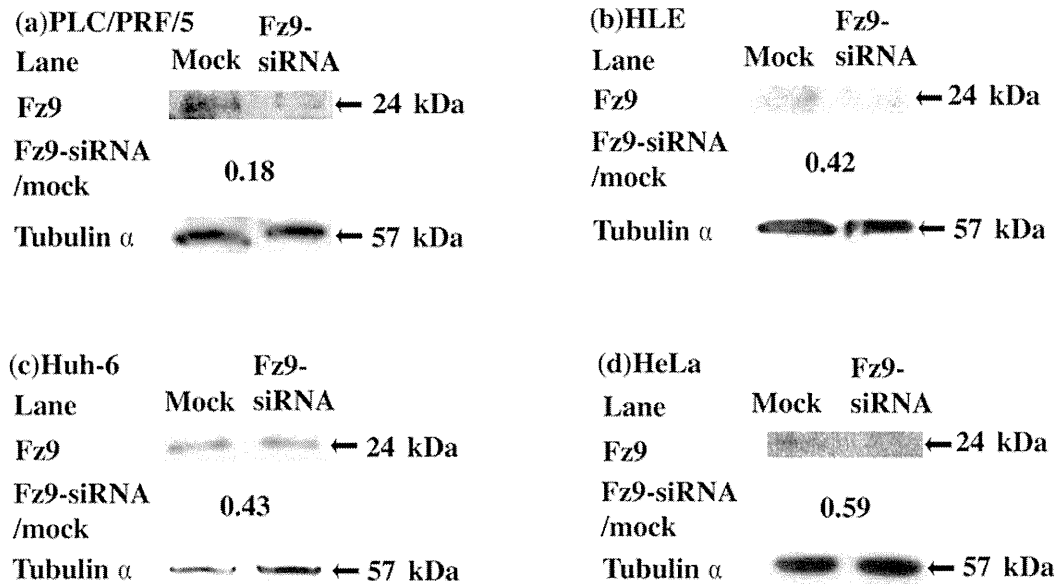 (a)PLC/PRF/5 Fz9-
Lane Mock siRNA
Fz9 ← 24 kDa
Fz9-siRNA
/mock 0.18
Tubulin α ← 57 kDa
(b)HLE Fz9-
Lane Mock siRNA
Fz9 ← 24 kDa
Fz9-siRNA
/mock 0.42
Tubulin α ← 57 kDa
(c)Huh-6 Fz9-
Lane Mock siRNA
Fz9 ← 24 kDa
Fz9-siRNA
/mock 0.43
Tubulin α ← 57 kDa
(d)HeLa Fz9-
Lane Mock siRNA
Fz9 ← 24 kDa
Fz9-siRNA
/mock 0.59
Tubulin α ← 57 kDa